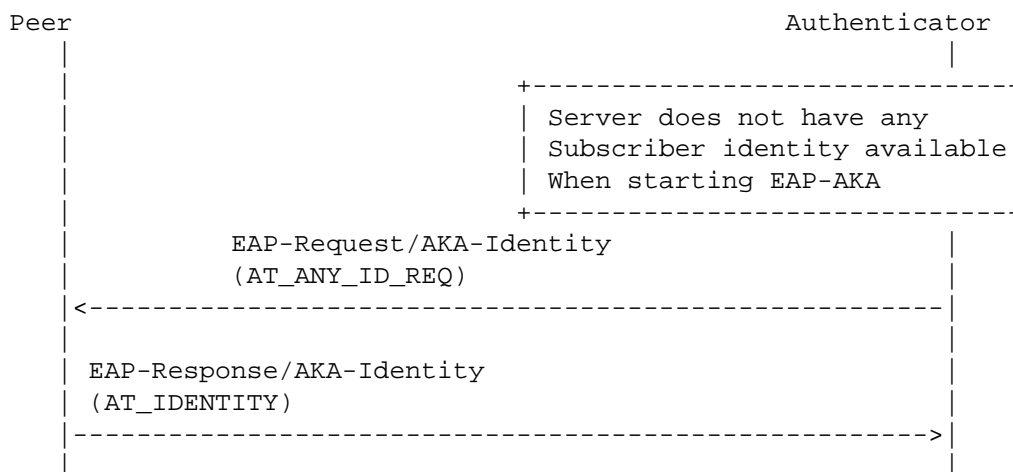 Peer Authenticator
Server does not have any
Subscriber identity available
When starting EAP-AKA
EAP-Request/AKA-Identity
(AT_ANY_ID_REQ)
EAP-Response/AKA-Identity
(AT_IDENTITY)